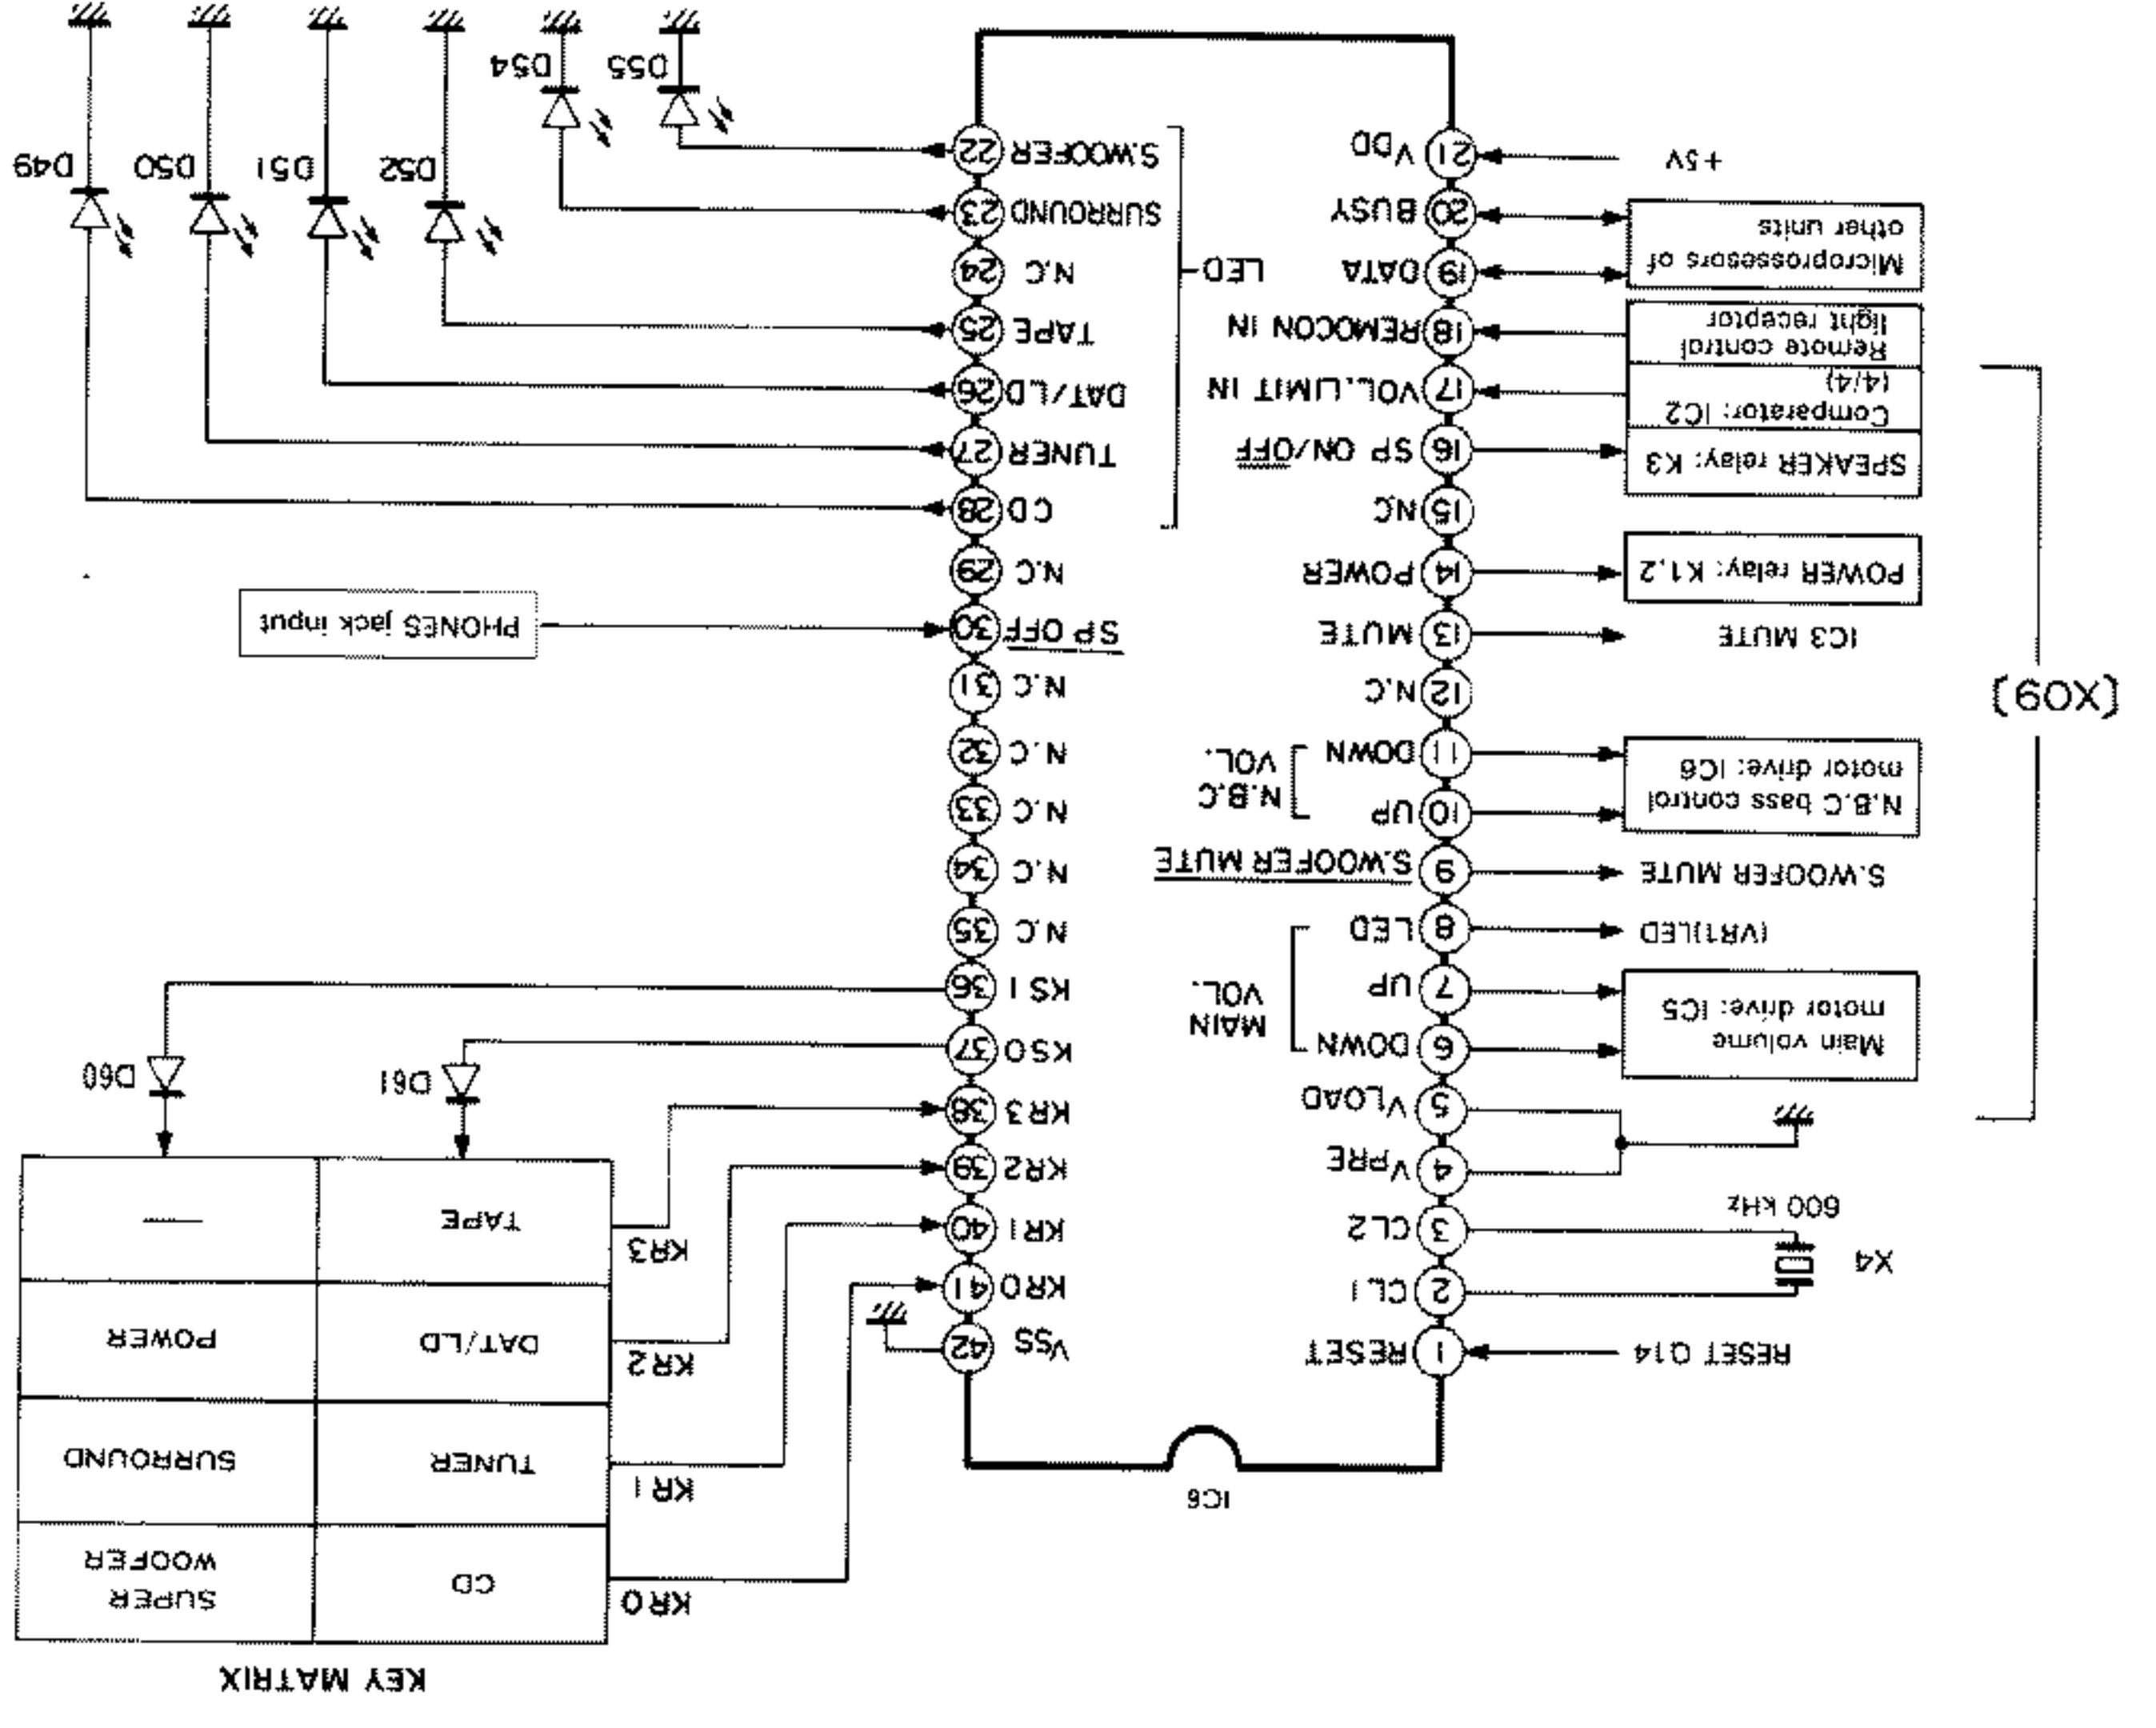 KEY MATRIX
IC6
RESET Q14
1
RESET
2
CL1
3
CL2
X4
600 kHz
4
VPRE
5
VLOAD
Main volume
motor drive: IC5
6
DOWN
7
UP
8
LED
MAIN
VOL.
(VR1)LED
S.WOOFER MUTE
9
S.WOOFER MUTE
N.B.C bass control
motor drive: IC6
10
UP
11
DOWN
N.B.C
VOL.
12
N.C
IC3 MUTE
13
MUTE
POWER relay: K1,2
14
POWER
15
N.C
SPEAKER relay: K3
16
SP ON/OFF
Comparator: IC2
(4/4)
17
VOL.LIMIT IN
Remote control
light receptor
18
REMOCON IN
Microprossesors of
other units
19
DATA
20
BUSY
+5V
21
VDD
(X09)
VSS
42
KR0
41
KR1
40
KR2
39
KR3
38
KS0
37
KS1
36
N.C
35
N.C
34
N.C
33
N.C
32
N.C
31
SP OFF
30
PHONES jack input
N.C
29
CD
28
TUNER
27
DAT/LD
26
TAPE
25
N.C
24
SURROUND
23
S.WOOFER
22
LED
KR0
CD
SUPER
WOOFER
KR1
TUNER
SURROUND
KR2
DAT/LD
POWER
KR3
TAPE
—
D61
D60
D55
D54
D52
D51
D50
D49